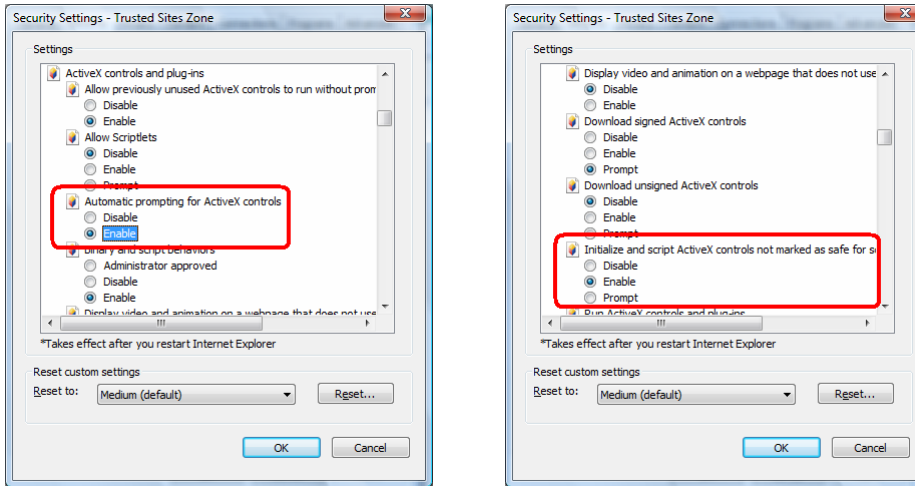 Security Settings - Trusted Sites Zone
Settings
ActiveX controls and plug-ins
Allow previously unused ActiveX controls to run without prom
Disable
Enable
Allow Scriptlets
Disable
Enable
Prompt
Automatic prompting for ActiveX controls
Disable
Enable
Binary and script behaviors
Administrator approved
Disable
Enable
Display video and animation on a webpage that does not use
*Takes effect after you restart Internet Explorer
Reset custom settings
Reset to:
Medium (default)
Reset...
OK
Cancel
Security Settings - Trusted Sites Zone
Settings
Display video and animation on a webpage that does not use
Disable
Enable
Download signed ActiveX controls
Disable
Enable
Prompt
Download unsigned ActiveX controls
Disable
Enable
Prompt
Initialize and script ActiveX controls not marked as safe for s
Disable
Enable
Prompt
Run ActiveX controls and plug-ins
*Takes effect after you restart Internet Explorer
Reset custom settings
Reset to:
Medium (default)
Reset...
OK
Cancel